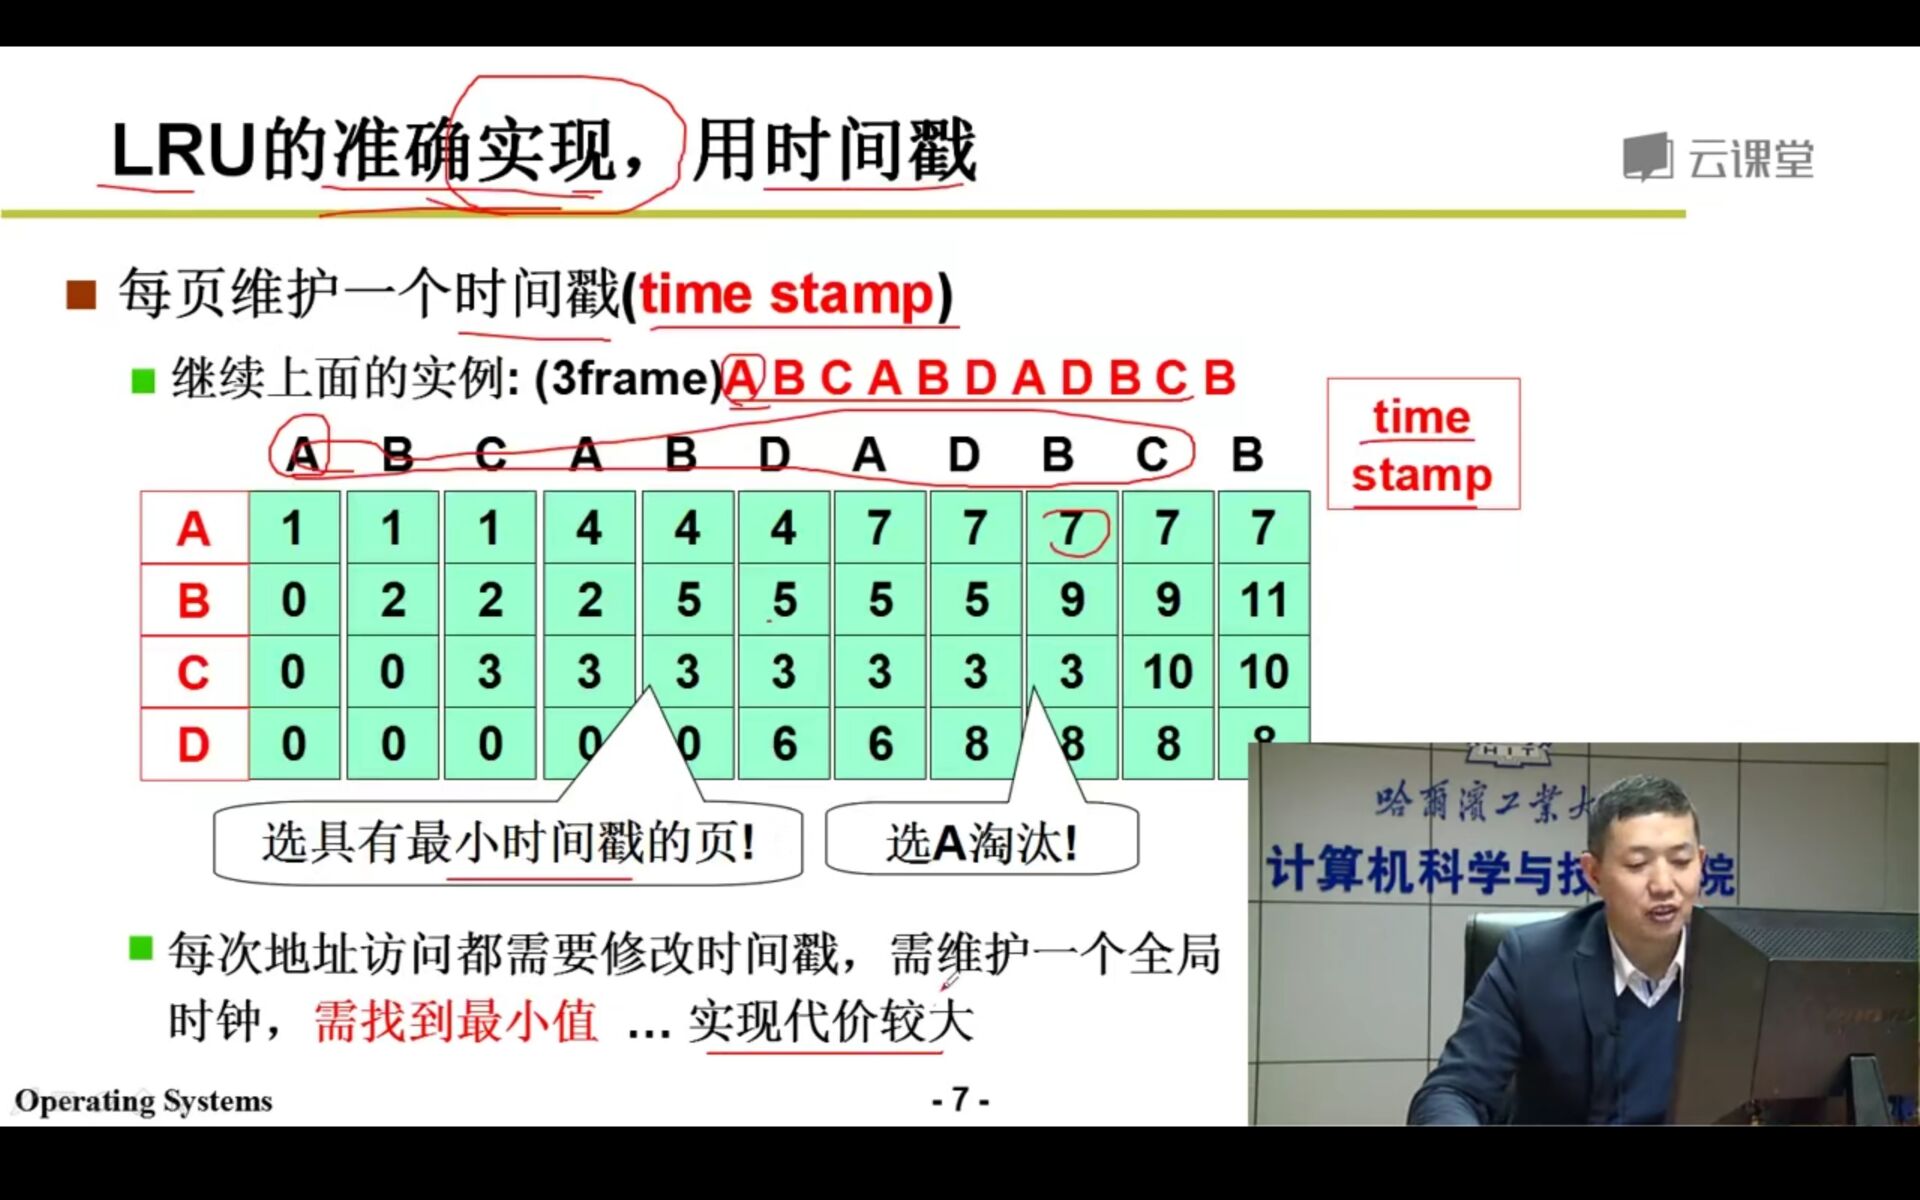 LRU的准确实现，用时间戳
云课堂
每页维护一个时间戳(time stamp)
继续上面的实例: (3frame)A B C A B D A D B C B
time
stamp
A B C A B D A D B C B
A 1 1 1 4 4 4 7 7 7 7 7
B 0 2 2 2 5 5 5 5 9 9 11
C 0 0 3 3 3 3 3 3 3 10 10
D 0 0 0 0 0 6 6 8 8 8 8
选具有最小时间戳的页!
选A淘汰!
HIT
哈爾濱工業大
计算机科学与技 院
每次地址访问都需要修改时间戳，需维护一个全局
时钟，需找到最小值 ... 实现代价较大
Operating Systems
- 7 -